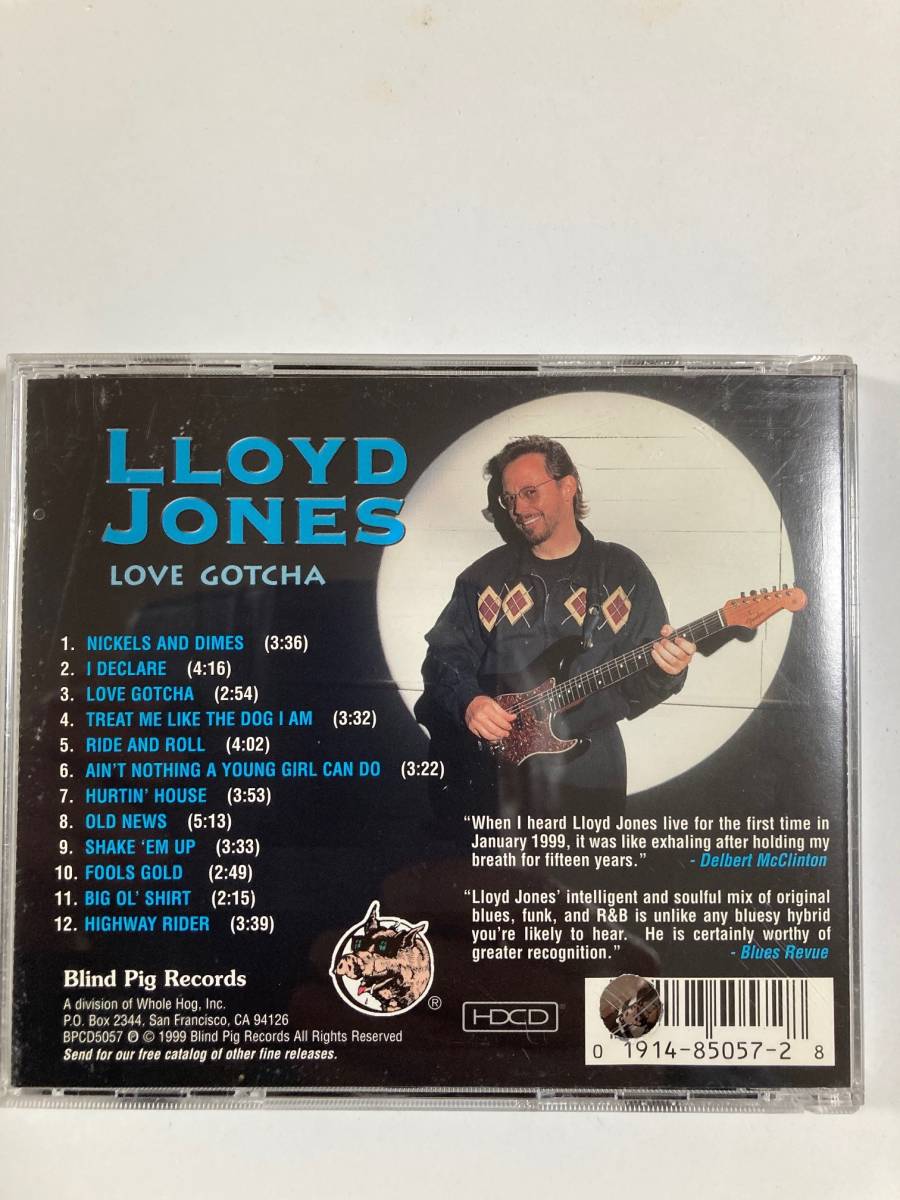 LLOYD
JONES
LOVE GOTCHA
1. NICKELS AND DIMES (3:36)
2. I DECLARE (4:16)
3. LOVE GOTCHA (2:54)
4. TREAT ME LIKE THE DOG I AM (3:32)
5. RIDE AND ROLL (4:02)
6. AIN'T NOTHING A YOUNG GIRL CAN DO (3:22)
7. HURTIN' HOUSE (3:53)
8. OLD NEWS (5:13)
9. SHAKE 'EM UP (3:33)
10. FOOLS GOLD (2:49)
11. BIG OL' SHIRT (2:15)
12. HIGHWAY RIDER (3:39)
“When I heard Lloyd Jones live for the first time in
January 1999, it was like exhaling after holding my
breath for fifteen years.” - Delbert McClinton
“Lloyd Jones' intelligent and soulful mix of original
blues, funk, and R&B is unlike any bluesy hybrid
you're likely to hear. He is certainly worthy of
greater recognition.” - Blues Revue
Blind Pig Records
A division of Whole Hog, Inc.
P.O. Box 2344, San Francisco, CA 94126
BPCD5057 ℗ © 1999 Blind Pig Records All Rights Reserved
Send for our free catalog of other fine releases.
®
HDCD
0 1914-85057-2 8